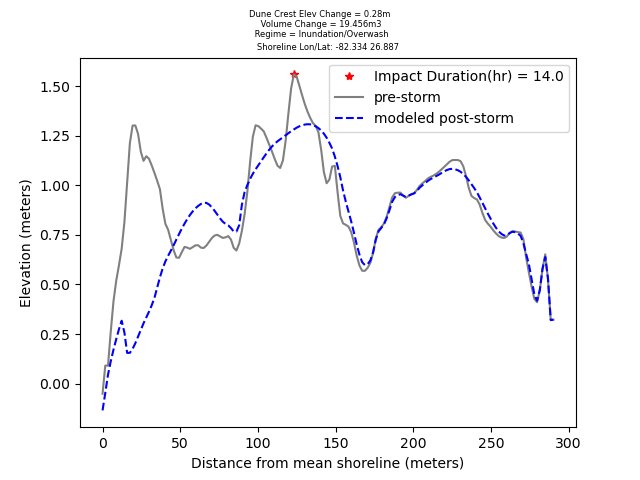 Dune Crest Elev Change = 0.28m
Volume Change = 19.456m3
Regime = Inundation/Overwash
Shoreline Lon/Lat: -82.334 26.887
Impact Duration(hr) = 14.0
pre-storm
modeled post-storm
1.50
1.25
1.00
0.75
0.50
0.25
0.00
Elevation (meters)
0 50 100 150 200 250 300
Distance from mean shoreline (meters)